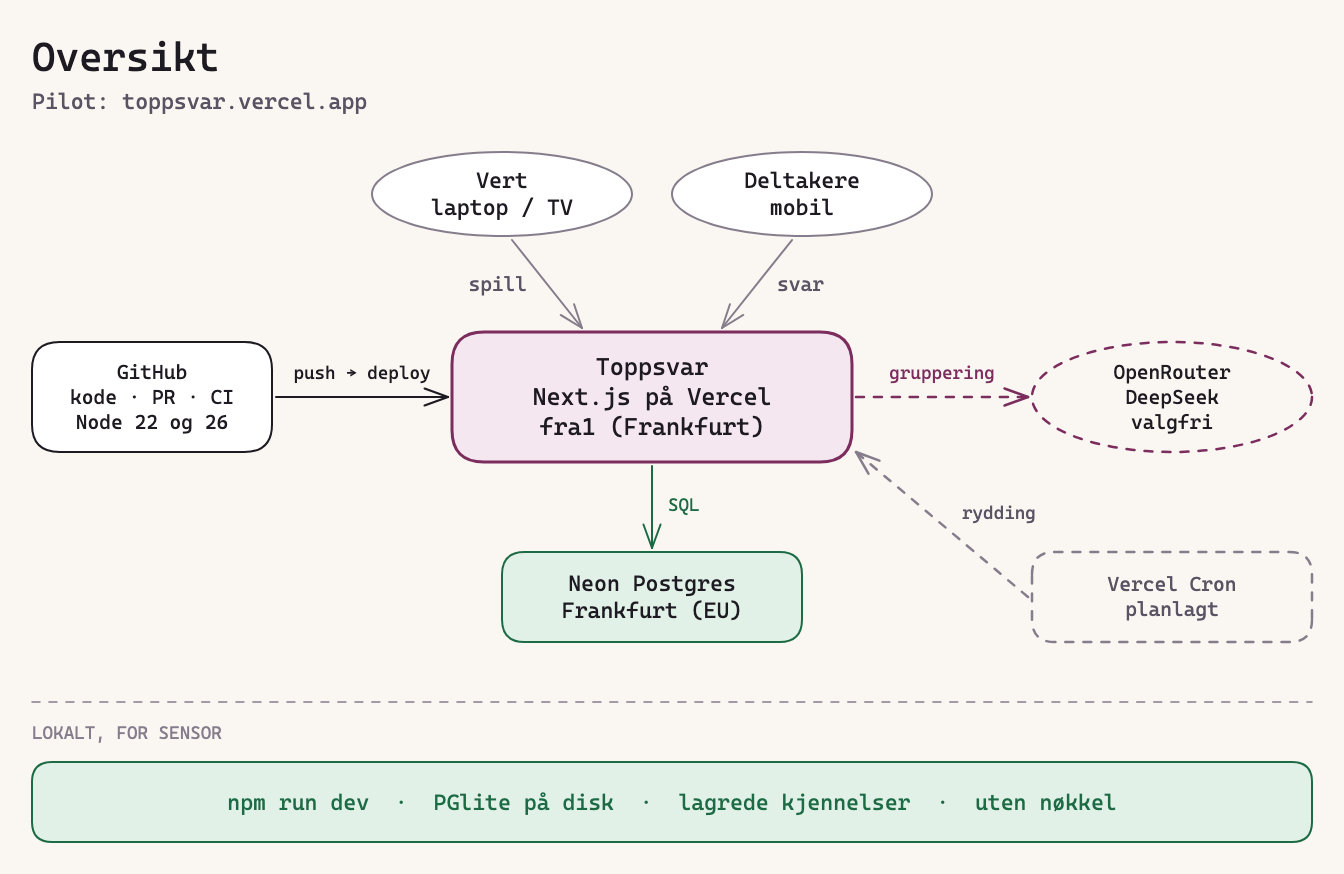 Oversikt
Pilot: toppsvar.vercel.app
Vert
laptop / TV
Deltakere
mobil
spill
svar
GitHub
kode · PR · CI
Node 22 og 26
push → deploy
Toppsvar
Next.js på Vercel
fra1 (Frankfurt)
gruppering
OpenRouter
DeepSeek
valgfri
SQL
rydding
Neon Postgres
Frankfurt (EU)
Vercel Cron
planlagt
LOKALT, FOR SENSOR
npm run dev · PGlite på disk · lagrede kjennelser · uten nøkkel